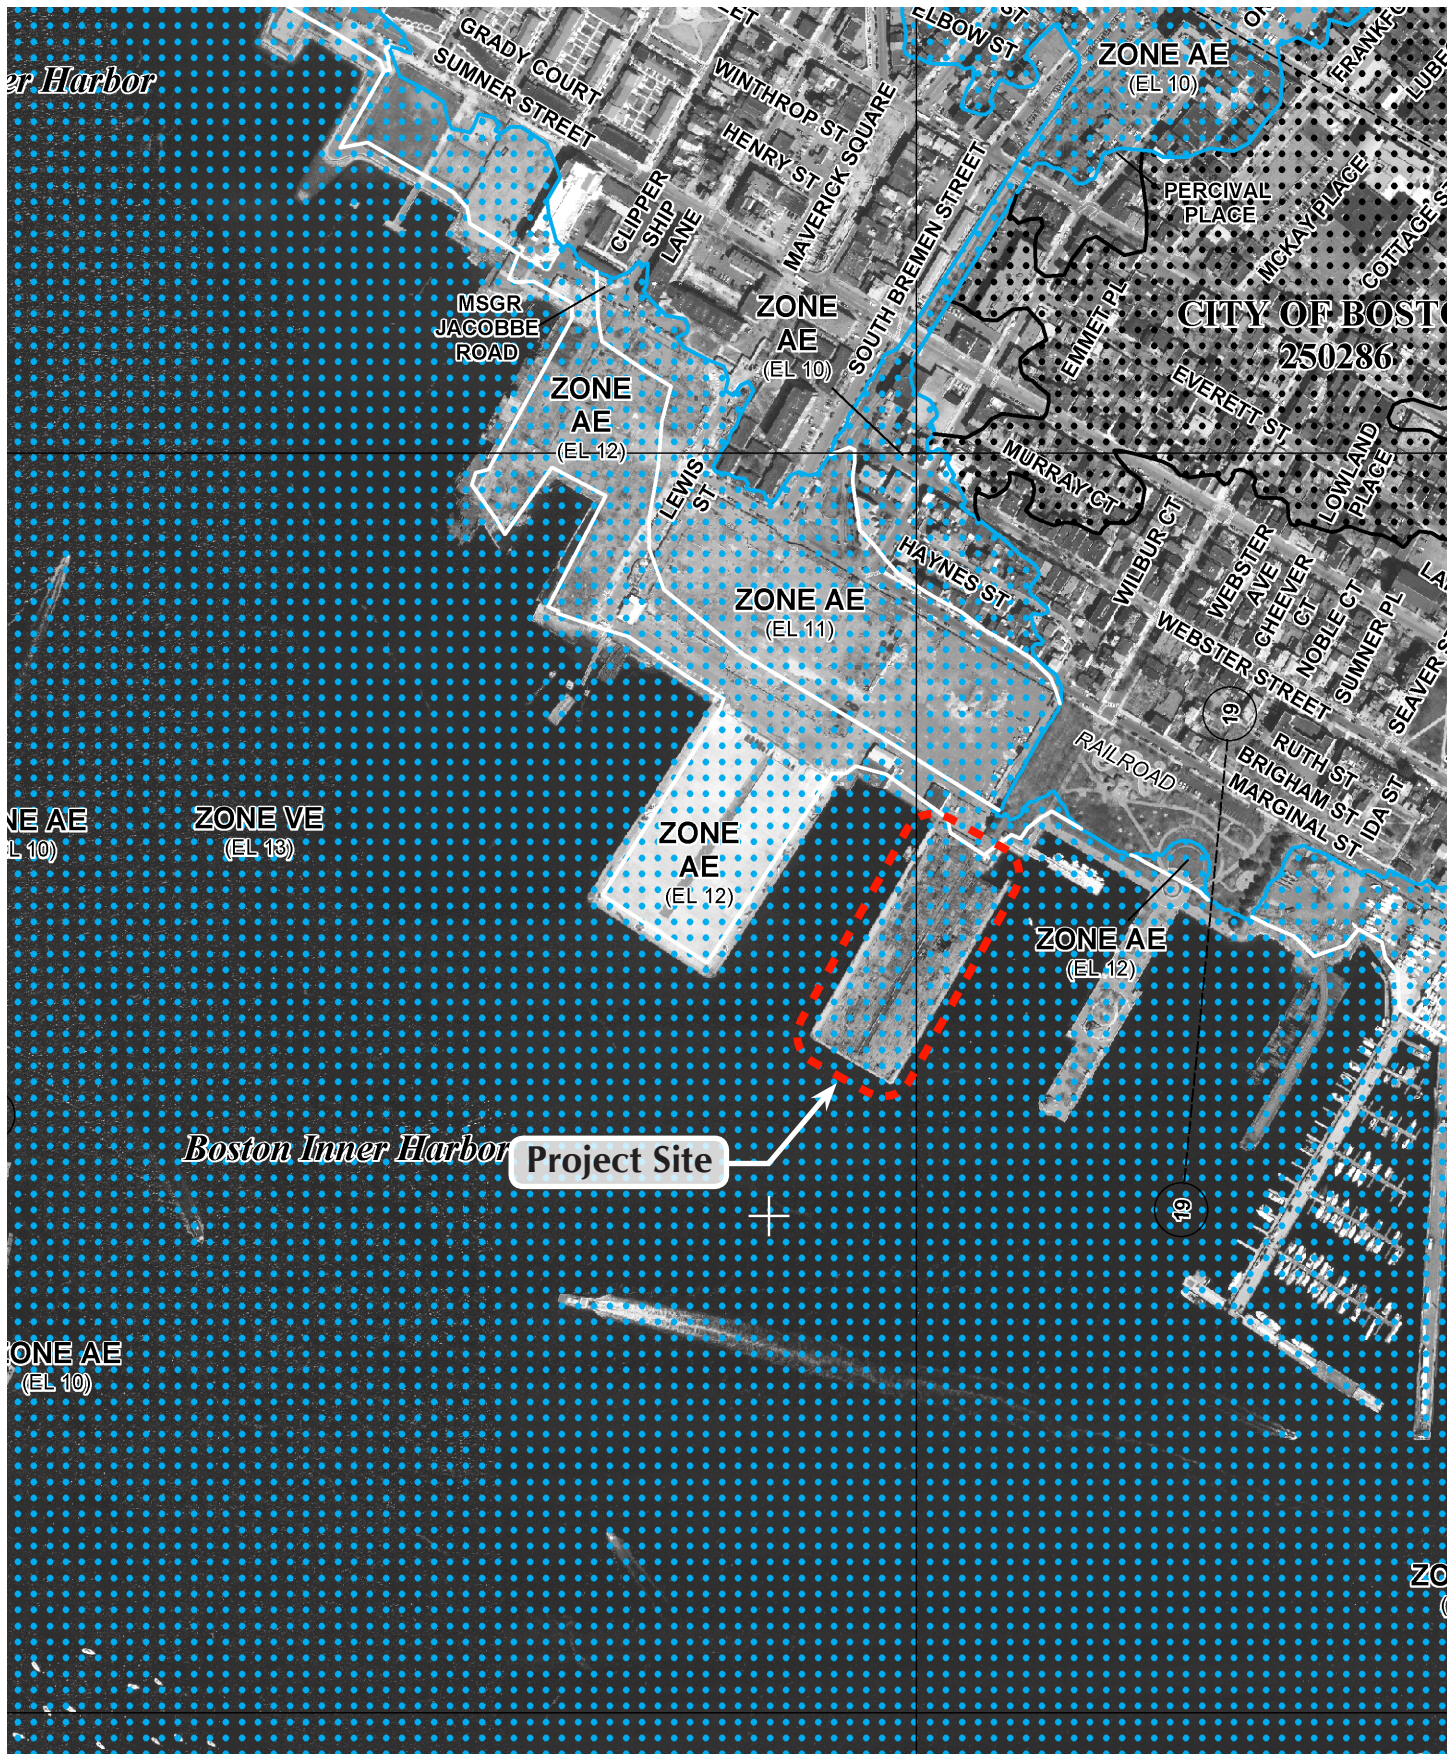 er Harbor
GRADY COURT
SUMNER STREET
WINTHROP ST
HENRY ST
MAVERICK SQUARE
ELBOW ST
ST
ZONE AE
(EL 10)
CLIPPER
SHIP
LANE
SOUTH BREMEN STREET
PERCIVAL
PLACE
MCKAY PLACE
MSGR
JACOBBE
ROAD
ZONE
AE
(EL 10)
EMMET PL
CITY OF BOSTO
250286
EVERETT ST
ZONE
AE
(EL 12)
LEWIS
ST
MURRAY CT
LOWLAND
PLACE
HAYNES ST
WILBUR CT
WEBSTER
AVE
CHEEVER
CT
NOBLE CT
SUMNER PL
WEBSTER STREET
ZONE AE
(EL 11)
19
RAILROAD
RUTH ST
BRIGHAM ST
MARGINAL ST
IDA ST
NE AE
L 10)
ZONE VE
(EL 13)
ZONE
AE
(EL 12)
ZONE AE
(EL 12)
Boston Inner Harbor
Project Site
19
ONE AE
(EL 10)
ZO